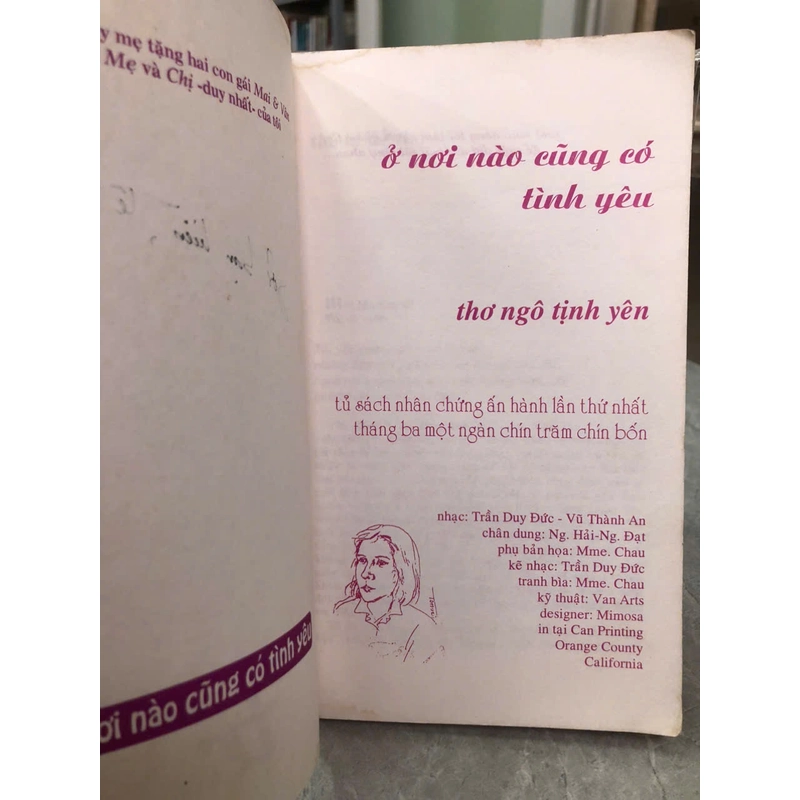 y mẹ tặng hai con gái Mai & Vân
Mẹ và Chị -duy nhất- của tôi
ơi nào cũng có tình yêu
ở nơi nào cũng có
tình yêu
thơ ngô tịnh yên
tủ sách nhân chứng ấn hành lần thứ nhất
tháng ba một ngàn chín trăm chín bốn
nhạc: Trần Duy Đức - Vũ Thành An
chân dung: Ng. Hải-Ng. Đạt
phụ bản họa: Mme. Chau
kẽ nhạc: Trần Duy Đức
tranh bìa: Mme. Chau
kỹ thuật: Van Arts
designer: Mimosa
in tại Can Printing
Orange County
California